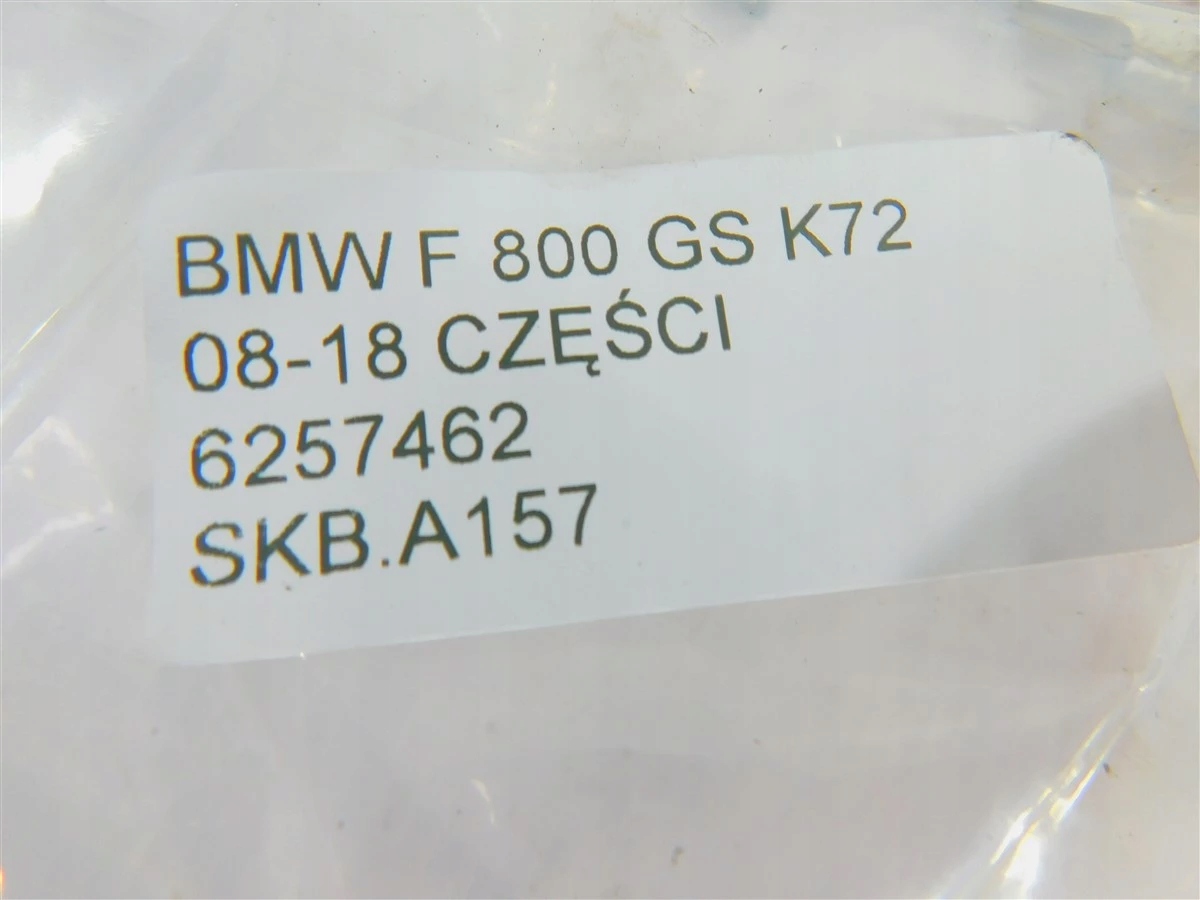 BMW F 800 GS K72
08-18 CZĘŚCI
6257462
SKB.A157